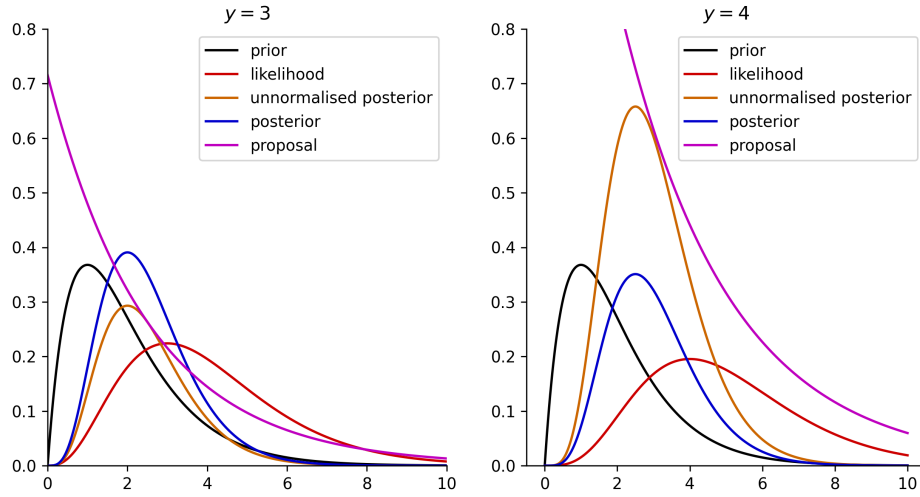 y = 3
0.8
0.7
0.6
0.5
0.4
0.3
0.2
0.1
0.0
0 2 4 6 8 10
prior
likelihood
unnormalised posterior
posterior
proposal
y = 4
0.8
0.7
0.6
0.5
0.4
0.3
0.2
0.1
0.0
0 2 4 6 8 10
prior
likelihood
unnormalised posterior
posterior
proposal